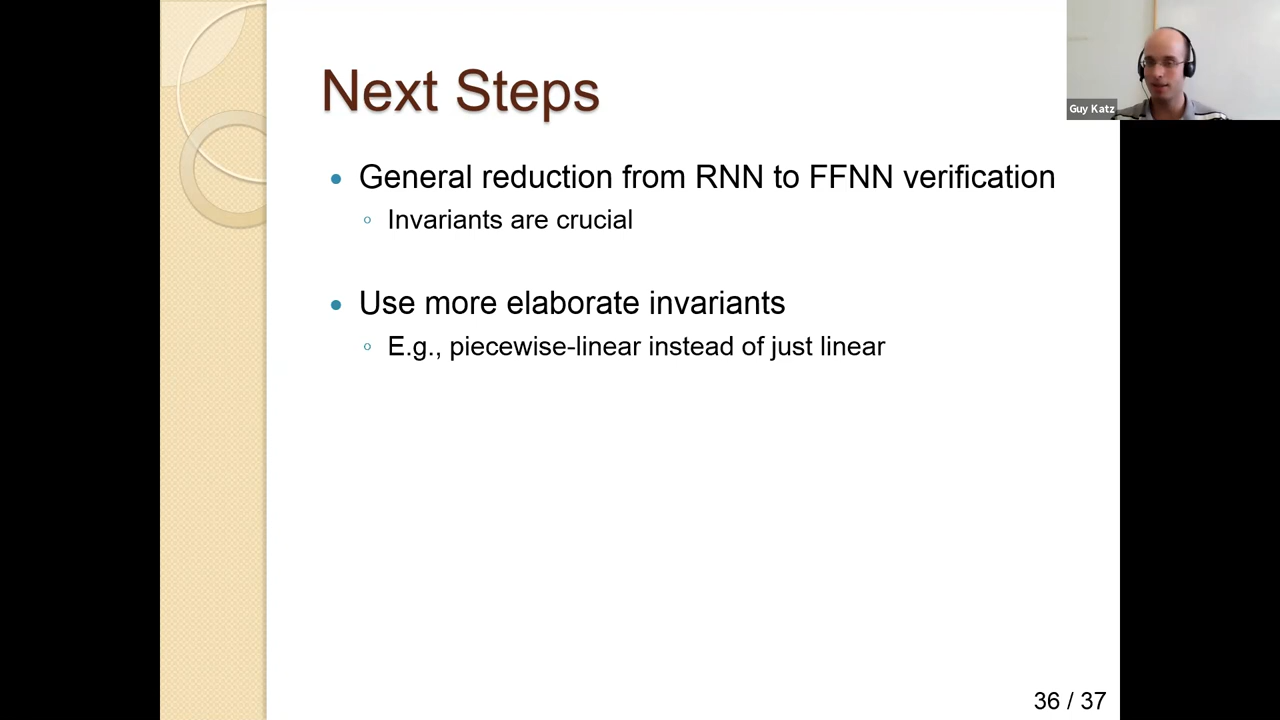 Next Steps
Guy Katz
General reduction from RNN to FFNN verification
Invariants are crucial
Use more elaborate invariants
E.g., piecewise-linear instead of just linear
36 / 37